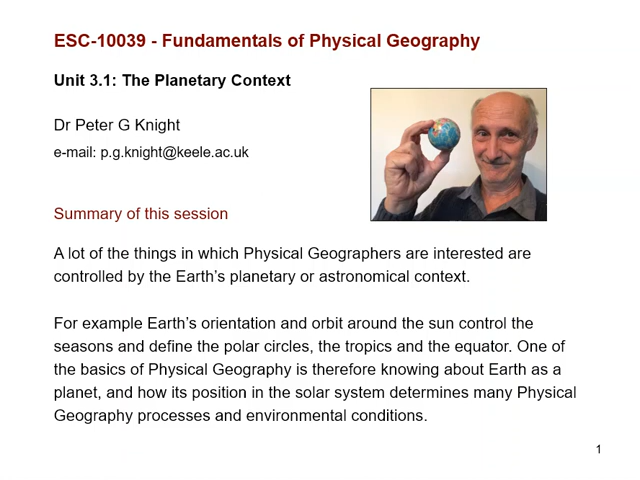 ESC-10039 - Fundamentals of Physical Geography
Unit 3.1: The Planetary Context
Dr Peter G Knight
e-mail: p.g.knight@keele.ac.uk
Summary of this session
A lot of the things in which Physical Geographers are interested are
controlled by the Earth’s planetary or astronomical context.
For example Earth’s orientation and orbit around the sun control the
seasons and define the polar circles, the tropics and the equator. One of
the basics of Physical Geography is therefore knowing about Earth as a
planet, and how its position in the solar system determines many Physical
Geography processes and environmental conditions.
1